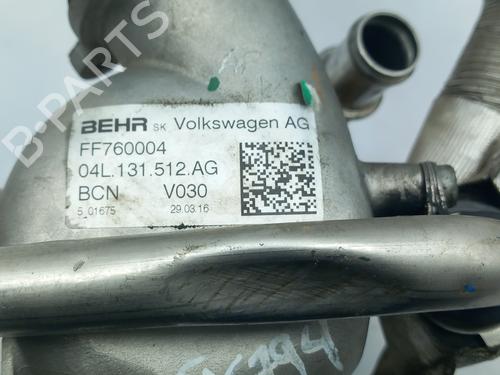 B-PARTS
BEHR SK Volkswagen AG
FF760004
04L.131.512.AG
BCN V030
5_01675 29.03.16